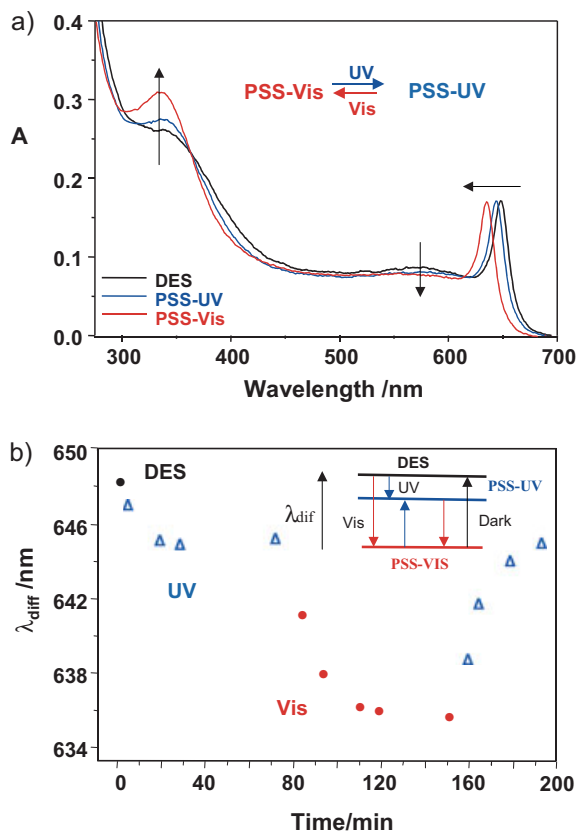 a)
0.4
0.3
0.2
0.1
0.0
A
UV
PSS-Vis PSS-UV
Vis
DES
PSS-UV
PSS-Vis
300 400 500 600 700
Wavelength /nm
b)
650
646
642
638
634
λdiff /nm
DES
UV
Vis
DES
UV
PSS-UV
λdif
Vis
Dark
PSS-VIS
0 40 80 120 160 200
Time/min